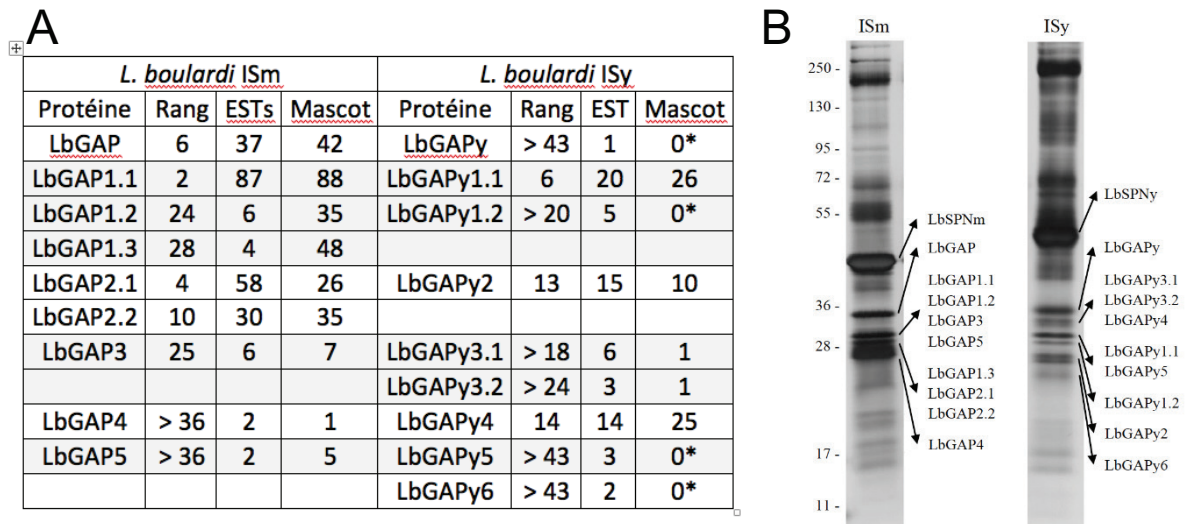 A
L. boulardi ISm L. boulardi ISy
Protéine Rang ESTs Mascot Protéine Rang EST Mascot
LbGAP 6 37 42 LbGAPy > 43 1 0*
LbGAP1.1 2 87 88 LbGAPy1.1 6 20 26
LbGAP1.2 24 6 35 LbGAPy1.2 > 20 5 0*
LbGAP1.3 28 4 48
LbGAP2.1 4 58 26 LbGAPy2 13 15 10
LbGAP2.2 10 30 35
LbGAP3 25 6 7 LbGAPy3.1 > 18 6 1
LbGAPy3.2 > 24 3 1
LbGAP4 > 36 2 1 LbGAPy4 14 14 25
LbGAP5 > 36 2 5 LbGAPy5 > 43 3 0*
LbGAPy6 > 43 2 0*
B
ISm
250 -
130 -
95 -
72 -
55 -
36 -
28 -
17 -
11 -
LbSPNm
LbGAP
LbGAP1.1
LbGAP1.2
LbGAP3
LbGAP5
LbGAP1.3
LbGAP2.1
LbGAP2.2
LbGAP4
ISy
LbSPNy
LbGAPy
LbGAPy3.1
LbGAPy3.2
LbGAPy4
LbGAPy1.1
LbGAPy5
LbGAPy1.2
LbGAPy2
LbGAPy6